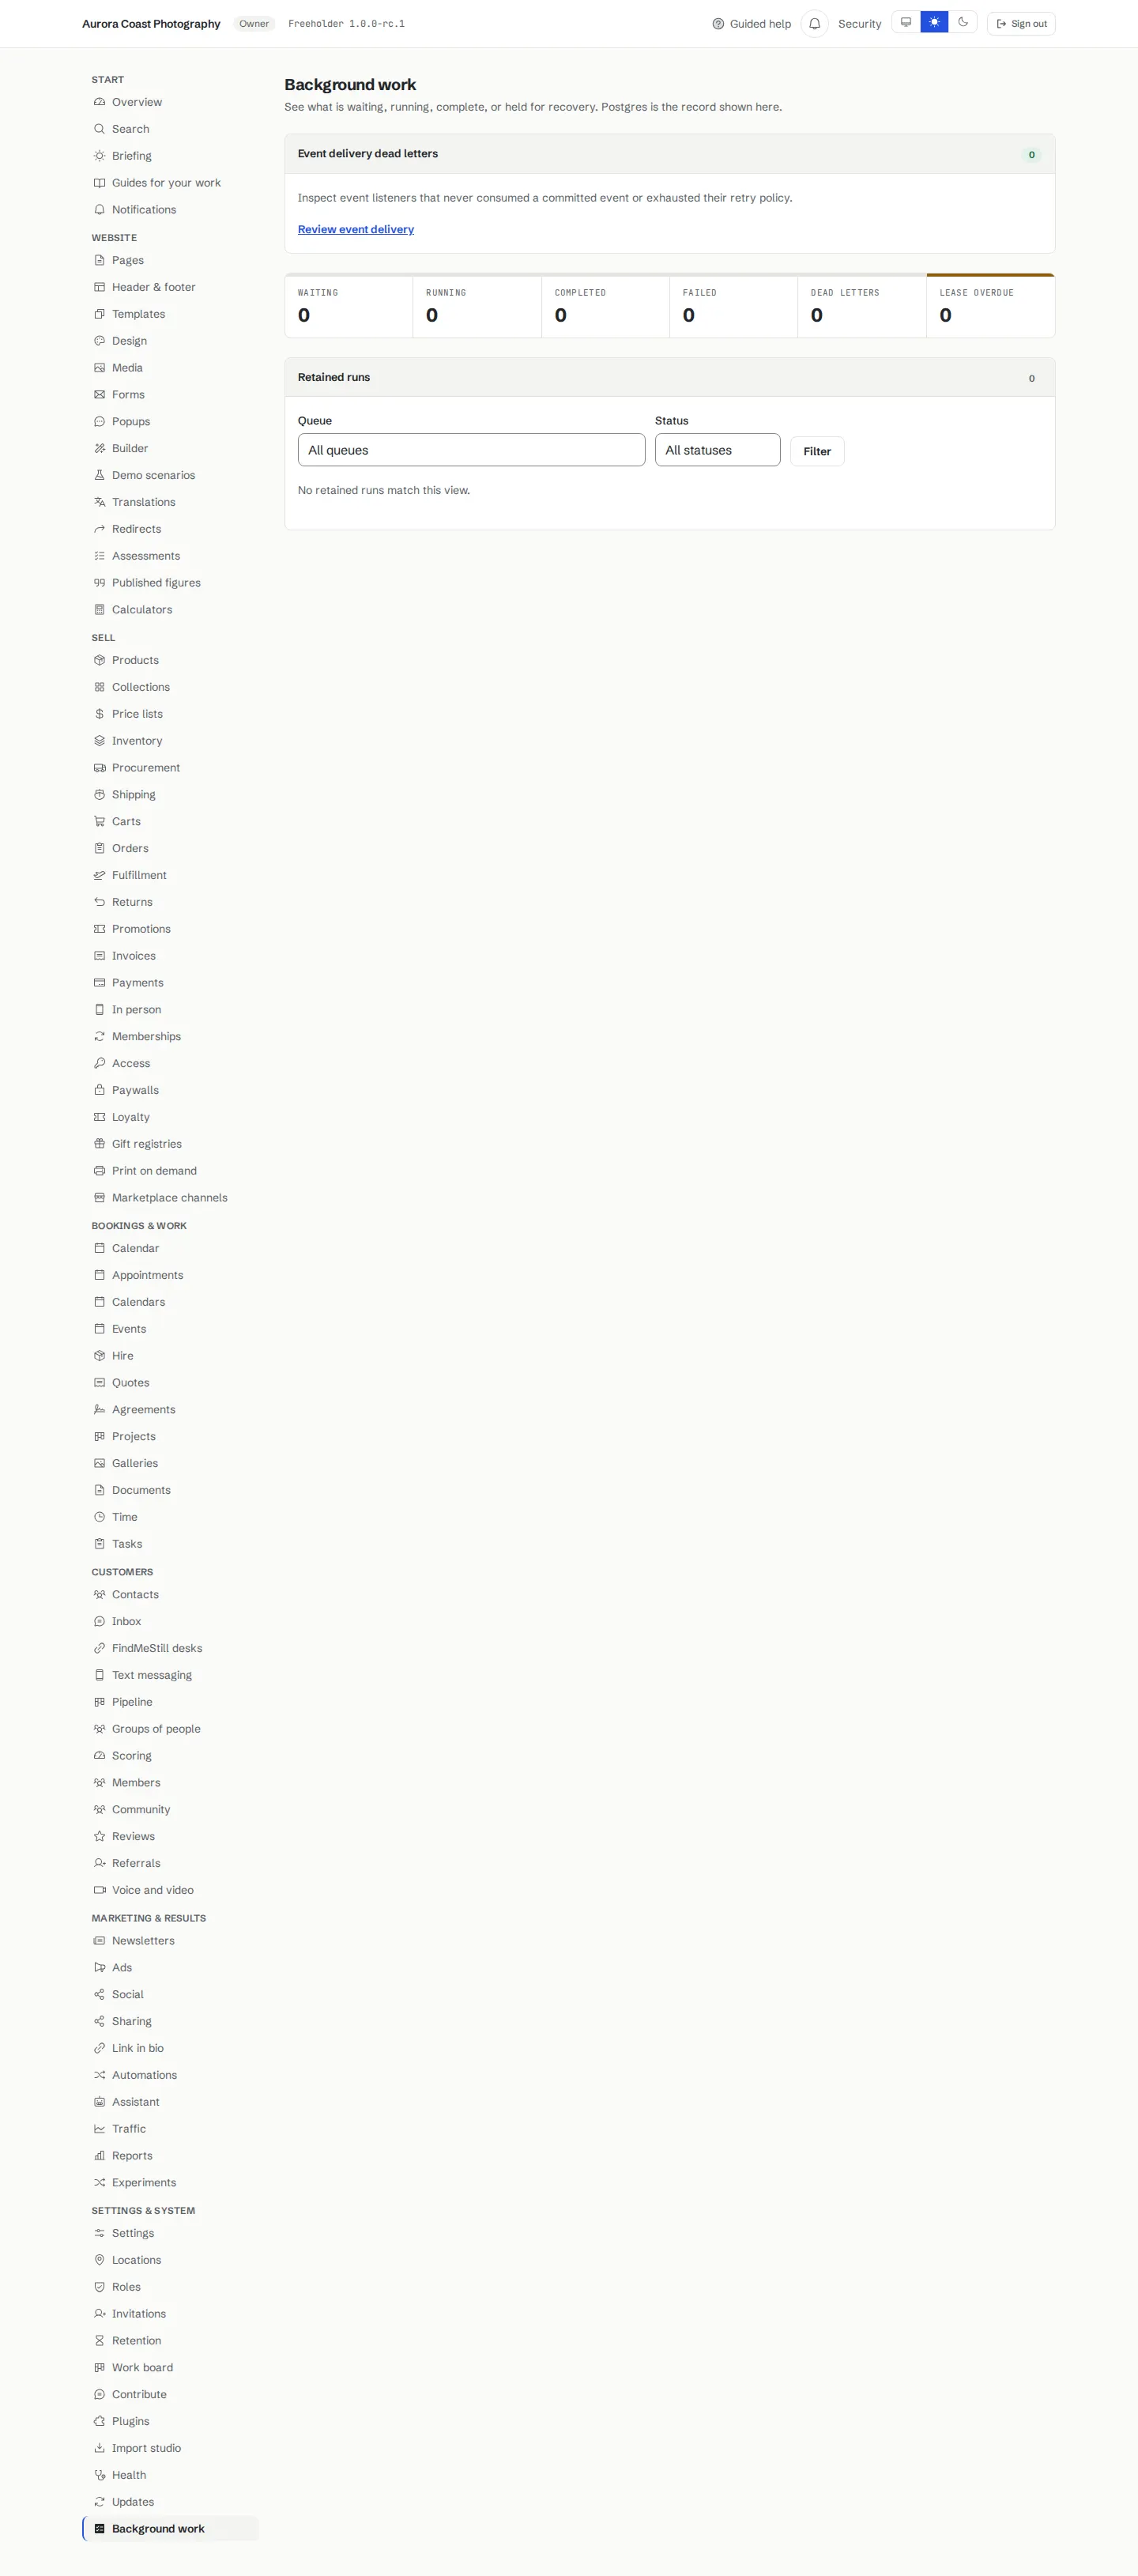 Aurora Coast Photography Owner Freeholder 1.0.0-rc.1 Guided help Security Sign out
START
Overview
Search
Briefing
Guides for your work
Notifications
WEBSITE
Pages
Header & footer
Templates
Design
Media
Forms
Popups
Builder
Demo scenarios
Translations
Redirects
Assessments
Published figures
Calculators
SELL
Products
Collections
Price lists
Inventory
Procurement
Shipping
Carts
Orders
Fulfillment
Returns
Promotions
Invoices
Payments
In person
Memberships
Access
Paywalls
Loyalty
Gift registries
Print on demand
Marketplace channels
BOOKINGS & WORK
Calendar
Appointments
Calendars
Events
Hire
Quotes
Agreements
Projects
Galleries
Documents
Time
Tasks
CUSTOMERS
Contacts
Inbox
FindMeStill desks
Text messaging
Pipeline
Groups of people
Scoring
Members
Community
Reviews
Referrals
Voice and video
MARKETING & RESULTS
Newsletters
Ads
Social
Sharing
Link in bio
Automations
Assistant
Traffic
Reports
Experiments
SETTINGS & SYSTEM
Settings
Locations
Roles
Invitations
Retention
Work board
Contribute
Plugins
Import studio
Health
Updates
Background work
Background work
See what is waiting, running, complete, or held for recovery. Postgres is the record shown here.
Event delivery dead letters 0
Inspect event listeners that never consumed a committed event or exhausted their retry policy.
Review event delivery
WAITING RUNNING COMPLETED FAILED DEAD LETTERS LEASE OVERDUE
0 0 0 0 0 0
Retained runs 0
Queue Status
All queues All statuses Filter
No retained runs match this view.